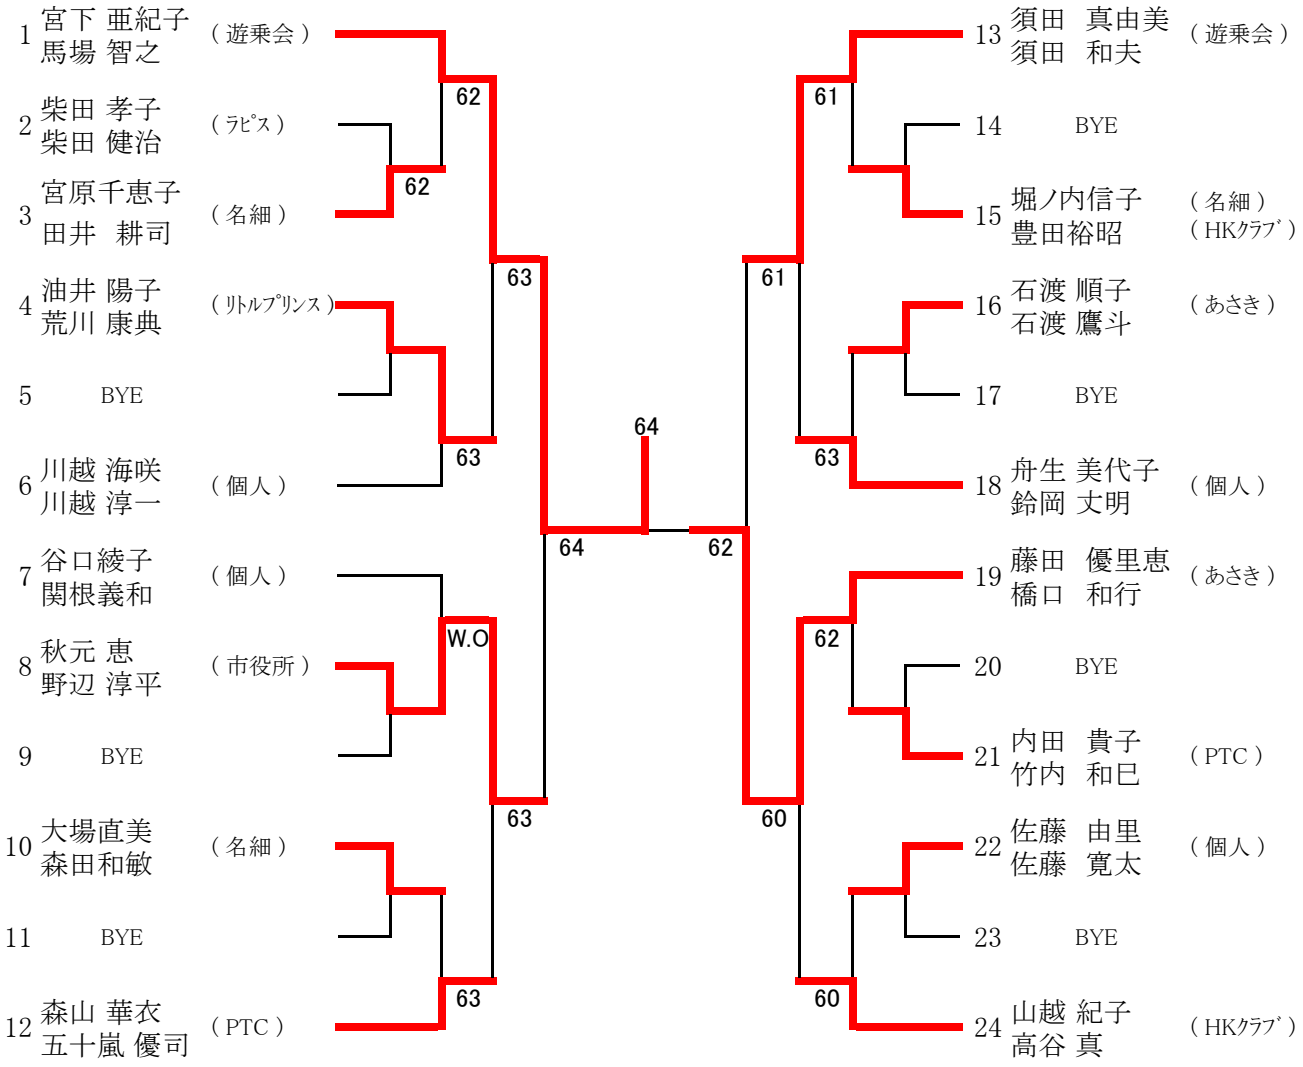 1 宮下 亜紀子 (遊乗会)
馬場 智之
62
2 柴田 孝子 (ラピス)
柴田 健治
62
3 宮原千恵子 (名細)
田井 耕司
63
4 油井 陽子 (リトルプリンス)
荒川 康典
5 BYE
63
6 川越 海咲 (個人)
川越 淳一
64
64
62
7 谷口綾子 (個人)
関根義和
W.O
8 秋元 恵 (市役所)
野辺 淳平
9 BYE
63
10 大場直美 (名細)
森田和敏
11 BYE
63
12 森山 華衣 (PTC)
五十嵐 優司
13 須田 真由美 (遊乗会)
須田 和夫
61
14 BYE
15 堀ノ内信子 (名細)
豊田裕昭 (HKクラブ)
61
16 石渡 順子 (あさき)
石渡 鷹斗
17 BYE
63
18 舟生 美代子 (個人)
鈴岡 丈明
19 藤田 優里恵 (あさき)
橋口 和行
62
20 BYE
21 内田 貴子 (PTC)
竹内 和巳
60
22 佐藤 由里 (個人)
佐藤 寛太
23 BYE
60
24 山越 紀子 (HKクラブ)
高谷 真